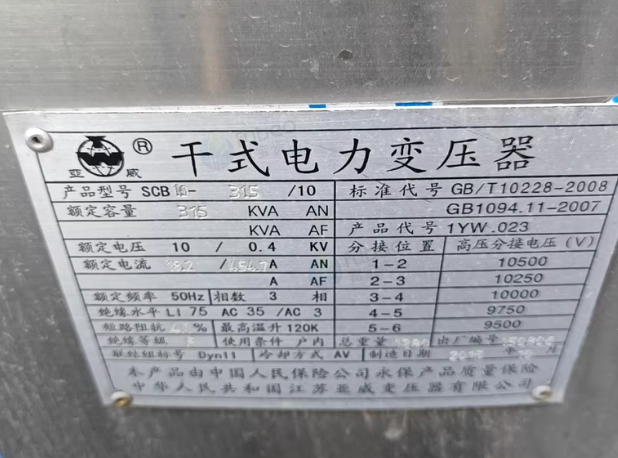 亚威 ® 干式电力变压器
产品型号 SCB10- 315 /10 标准代号 GB/T10228-2008
额定容量 315 KVA AN GB1094.11-2007
KVA AF 产品代号 1YW.023
额定电压 10 / 0.4 KV 分接位置 高压分接电压(V)
额定电流 / A AN 1-2 10500
A AF 2-3 10250
额定频率 50Hz 相数 3 相 3-4 10000
绝缘水平 LI 75 AC 35 /AC 3 4-5 9750
短路阻抗 % 最高温升 120K 5-6 9500
绝缘等级 使用条件 户内 总重量 出厂编号
联结组标号 Dyn11 冷却方式 AV 制造日期 年 月
本产品由中国人民保险公司永保产品质量保险
中华人民共和国江苏亚威变压器有限公司